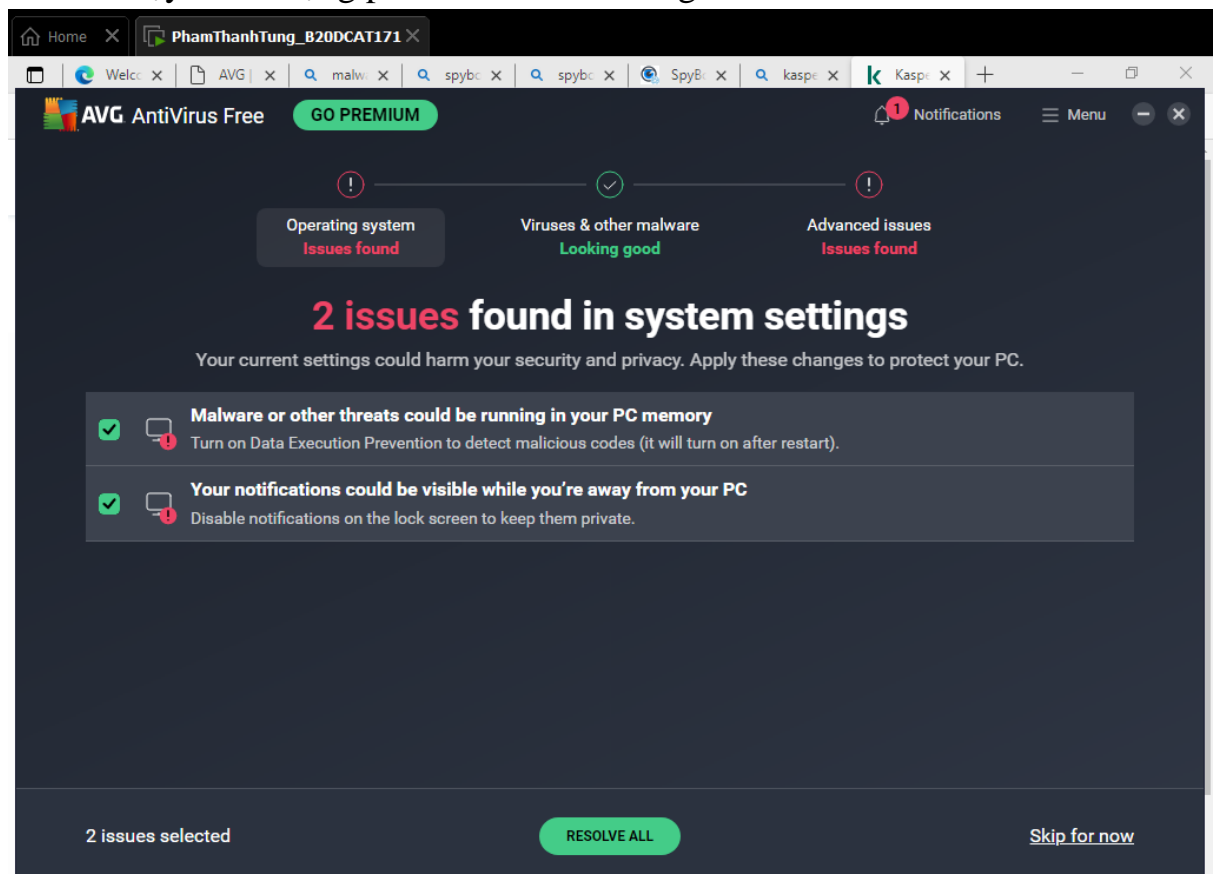 Home
PhamThanhTung_B20DCAT171
Welco
AVG |
malw
spybo
spybo
SpyB
kaspe
Kaspe
AVG AntiVirus Free
GO PREMIUM
1
Notifications
Menu
Operating system
Issues found
Viruses & other malware
Looking good
Advanced issues
Issues found
2 issues found in system settings
Your current settings could harm your security and privacy. Apply these changes to protect your PC.
Malware or other threats could be running in your PC memory
Turn on Data Execution Prevention to detect malicious codes (it will turn on after restart).
Your notifications could be visible while you're away from your PC
Disable notifications on the lock screen to keep them private.
2 issues selected
RESOLVE ALL
Skip for now